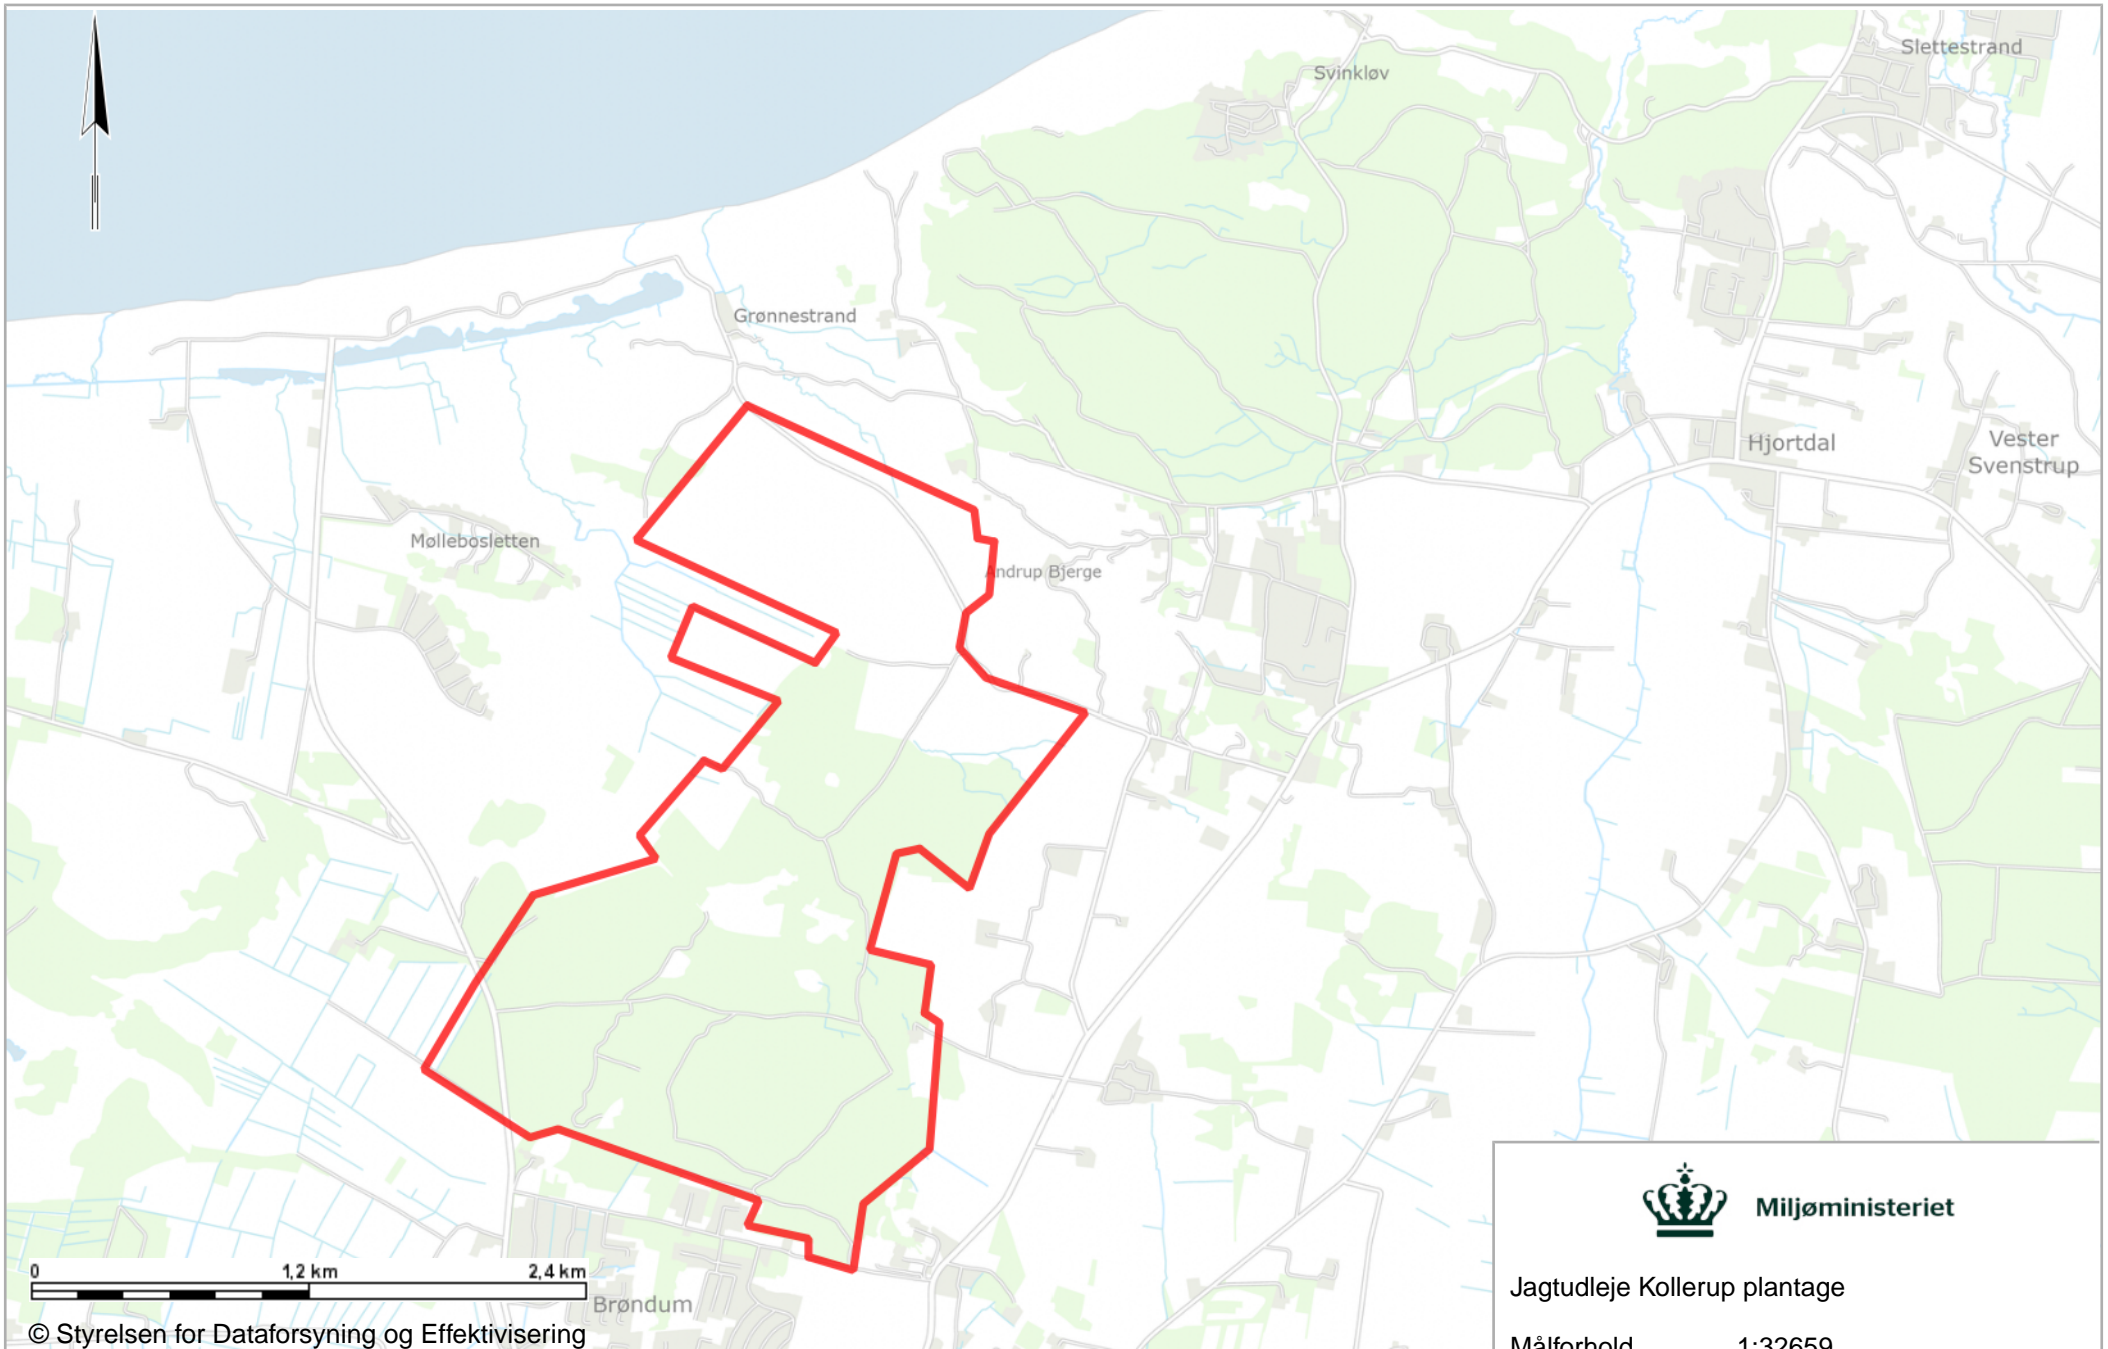 Slettestrand
Svinkløv
Grønnestrand
Hjortdal
Vester
Svenstrup
Møllebosletten
Andrup Bjerge
Miljøministeriet
0 1,2 km 2,4 km
Jagtudleje Kollerup plantage
Brøndum
© Styrelsen for Dataforsyning og Effektivisering
Målforhold 1:32659